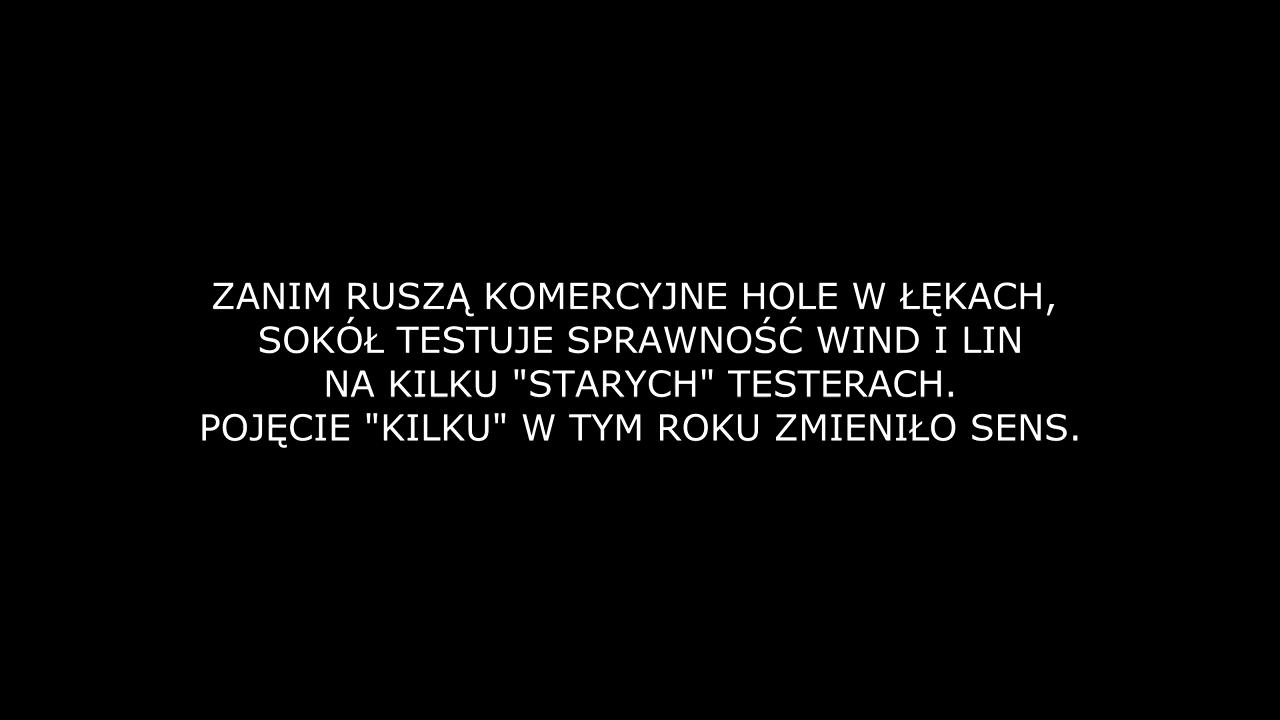 ZANIM RUSZĄ KOMERCYJNE HOLE W ŁĘKACH,
SOKÓŁ TESTUJE SPRAWNOŚĆ WIND I LIN
NA KILKU "STARYCH" TESTERACH.
POJĘCIE "KILKU" W TYM ROKU ZMIENIŁO SENS.